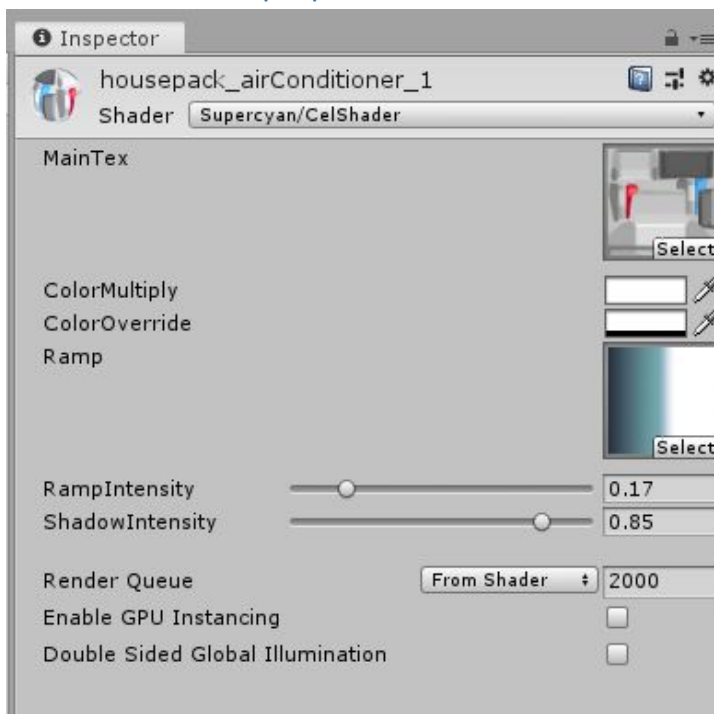 Inspector
housepack_airConditioner_1
Shader Supercyan/CelShader
MainTex
Select
ColorMultiply
ColorOverride
Ramp
Select
RampIntensity 0.17
ShadowIntensity 0.85
Render Queue From Shader 2000
Enable GPU Instancing
Double Sided Global Illumination